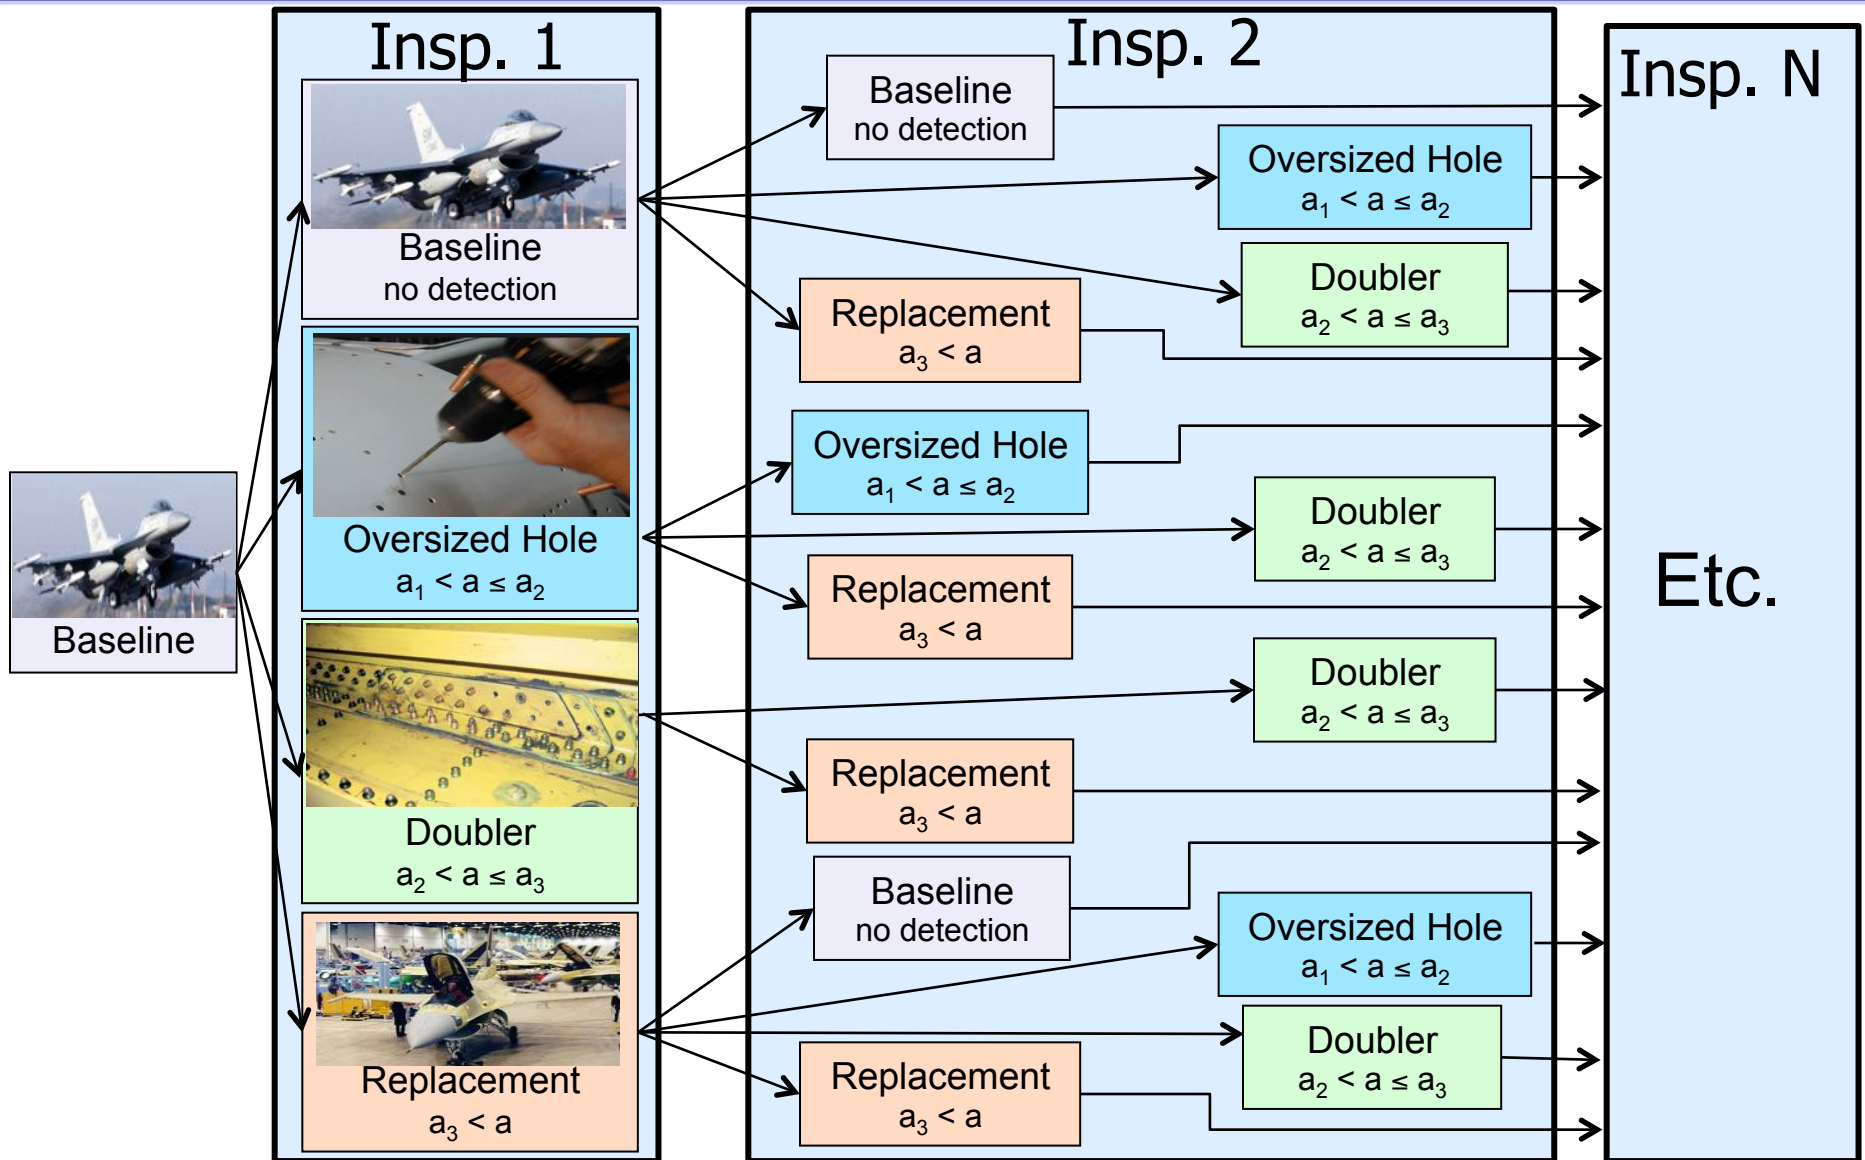 Insp. 1
Baseline
no detection
Oversized Hole
a₁ < a ≤ a₂
Doubler
a₂ < a ≤ a₃
Replacement
a₃ < a
Baseline
Insp. 2
Baseline
no detection
Oversized Hole
a₁ < a ≤ a₂
Doubler
a₂ < a ≤ a₃
Replacement
a₃ < a
Oversized Hole
a₁ < a ≤ a₂
Doubler
a₂ < a ≤ a₃
Replacement
a₃ < a
Doubler
a₂ < a ≤ a₃
Replacement
a₃ < a
Baseline
no detection
Oversized Hole
a₁ < a ≤ a₂
Doubler
a₂ < a ≤ a₃
Replacement
a₃ < a
Insp. N
Etc.